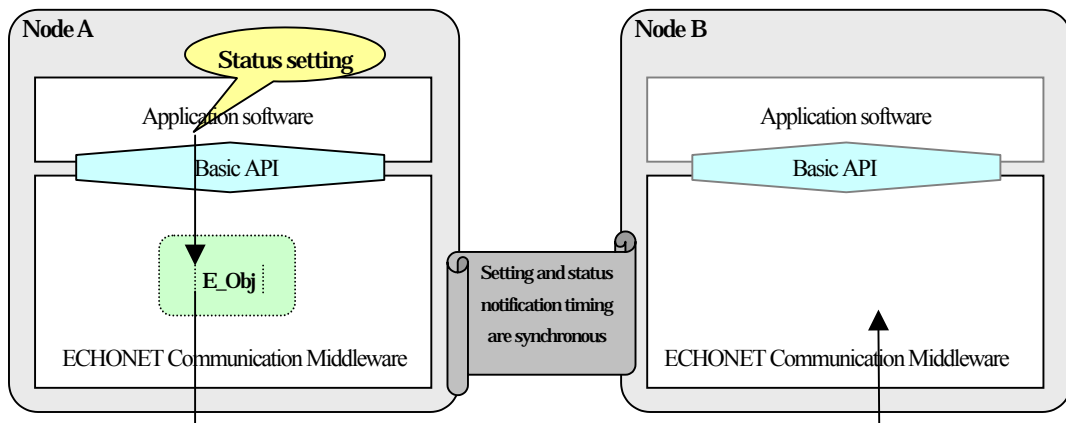 Node A
Status setting
Application software
Basic API
E_Obj
ECHONET Communication Middleware
Setting and status
notification timing
are synchronous
Node B
Application software
Basic API
ECHONET Communication Middleware